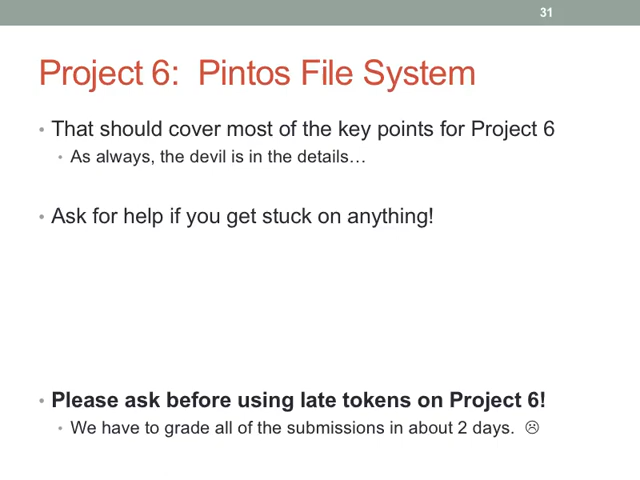 31
Project 6:  Pintos File System
• That should cover most of the key points for Project 6
• As always, the devil is in the details…
• Ask for help if you get stuck on anything!
• Please ask before using late tokens on Project 6!
• We have to grade all of the submissions in about 2 days. ☹